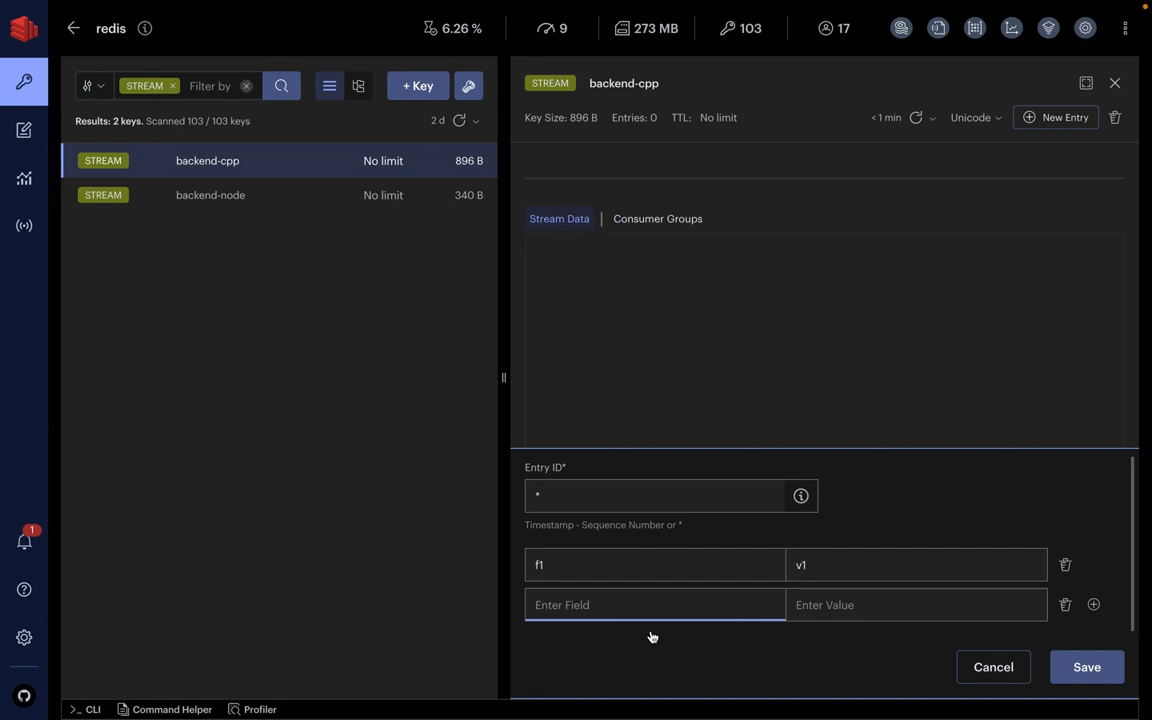 redis
6.26 %
9
273 MB
103
17
STREAM × Filter by
+ Key
Results: 2 keys. Scanned 103 / 103 keys
2 d
STREAM backend-cpp No limit 896 B
STREAM backend-node No limit 340 B
STREAM backend-cpp
Key Size: 896 B Entries: 0 TTL: No limit
< 1 min
Unicode
New Entry
Stream Data | Consumer Groups
Entry ID*
*
Timestamp - Sequence Number or *
f1 v1
Enter Field Enter Value
Cancel Save
1
>_ CLI Command Helper Profiler